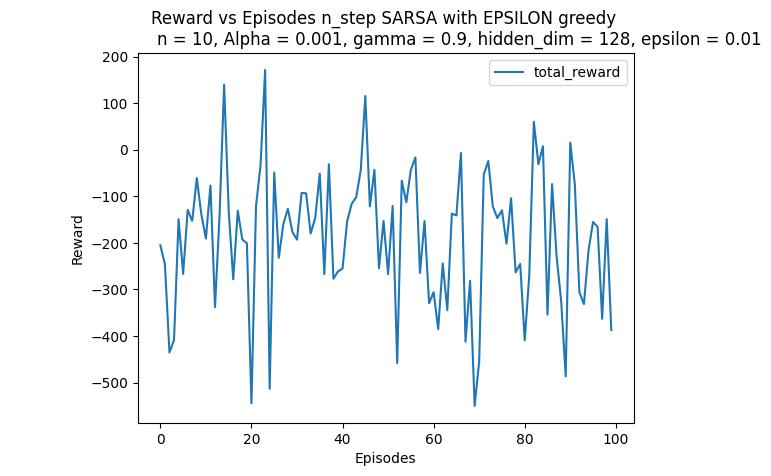 Reward vs Episodes n_step SARSA with EPSILON greedy
n = 10, Alpha = 0.001, gamma = 0.9, hidden_dim = 128, epsilon = 0.01
total_reward
200
100
0
−100
−200
−300
−400
−500
Reward
0
20
40
60
80
100
Episodes